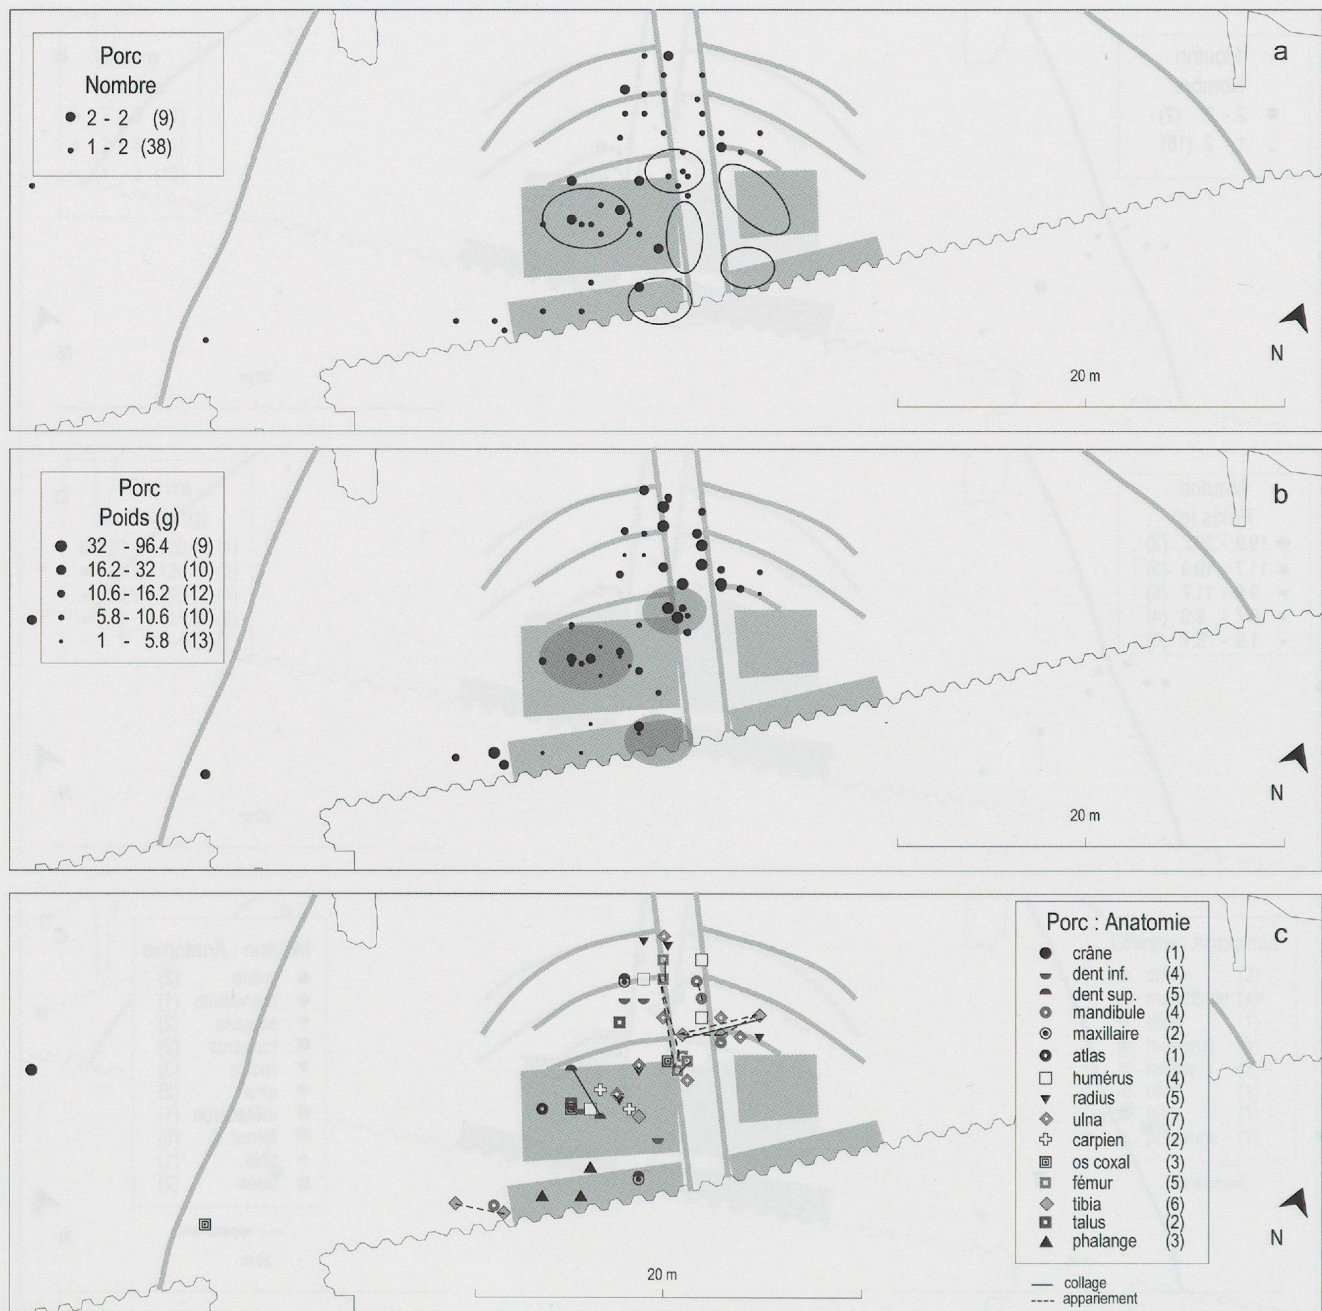 a
Porc
Nombre
2 - 2 (9)
1 - 2 (38)
N
20 m
b
Porc
Poids (g)
32 - 96.4 (9)
16.2 - 32 (10)
10.6 - 16.2 (12)
5.8 - 10.6 (10)
1 - 5.8 (13)
N
20 m
c
Porc : Anatomie
crâne (1)
dent inf. (4)
dent sup. (5)
mandibule (4)
maxillaire (2)
atlas (1)
humérus (4)
radius (5)
ulna (7)
carpien (2)
os coxal (3)
fémur (5)
tibia (6)
talus (2)
phalange (3)
N
20 m
collage
appariement